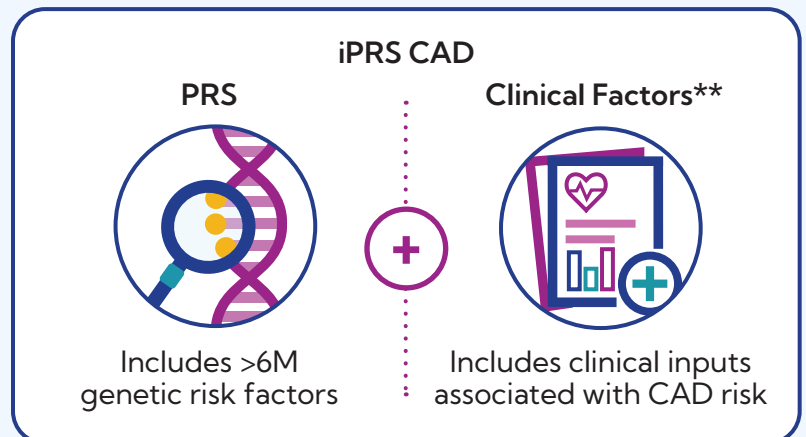 iPRS CAD
PRS
Includes >6M
genetic risk factors
+
Clinical Factors**
Includes clinical inputs
associated with CAD risk